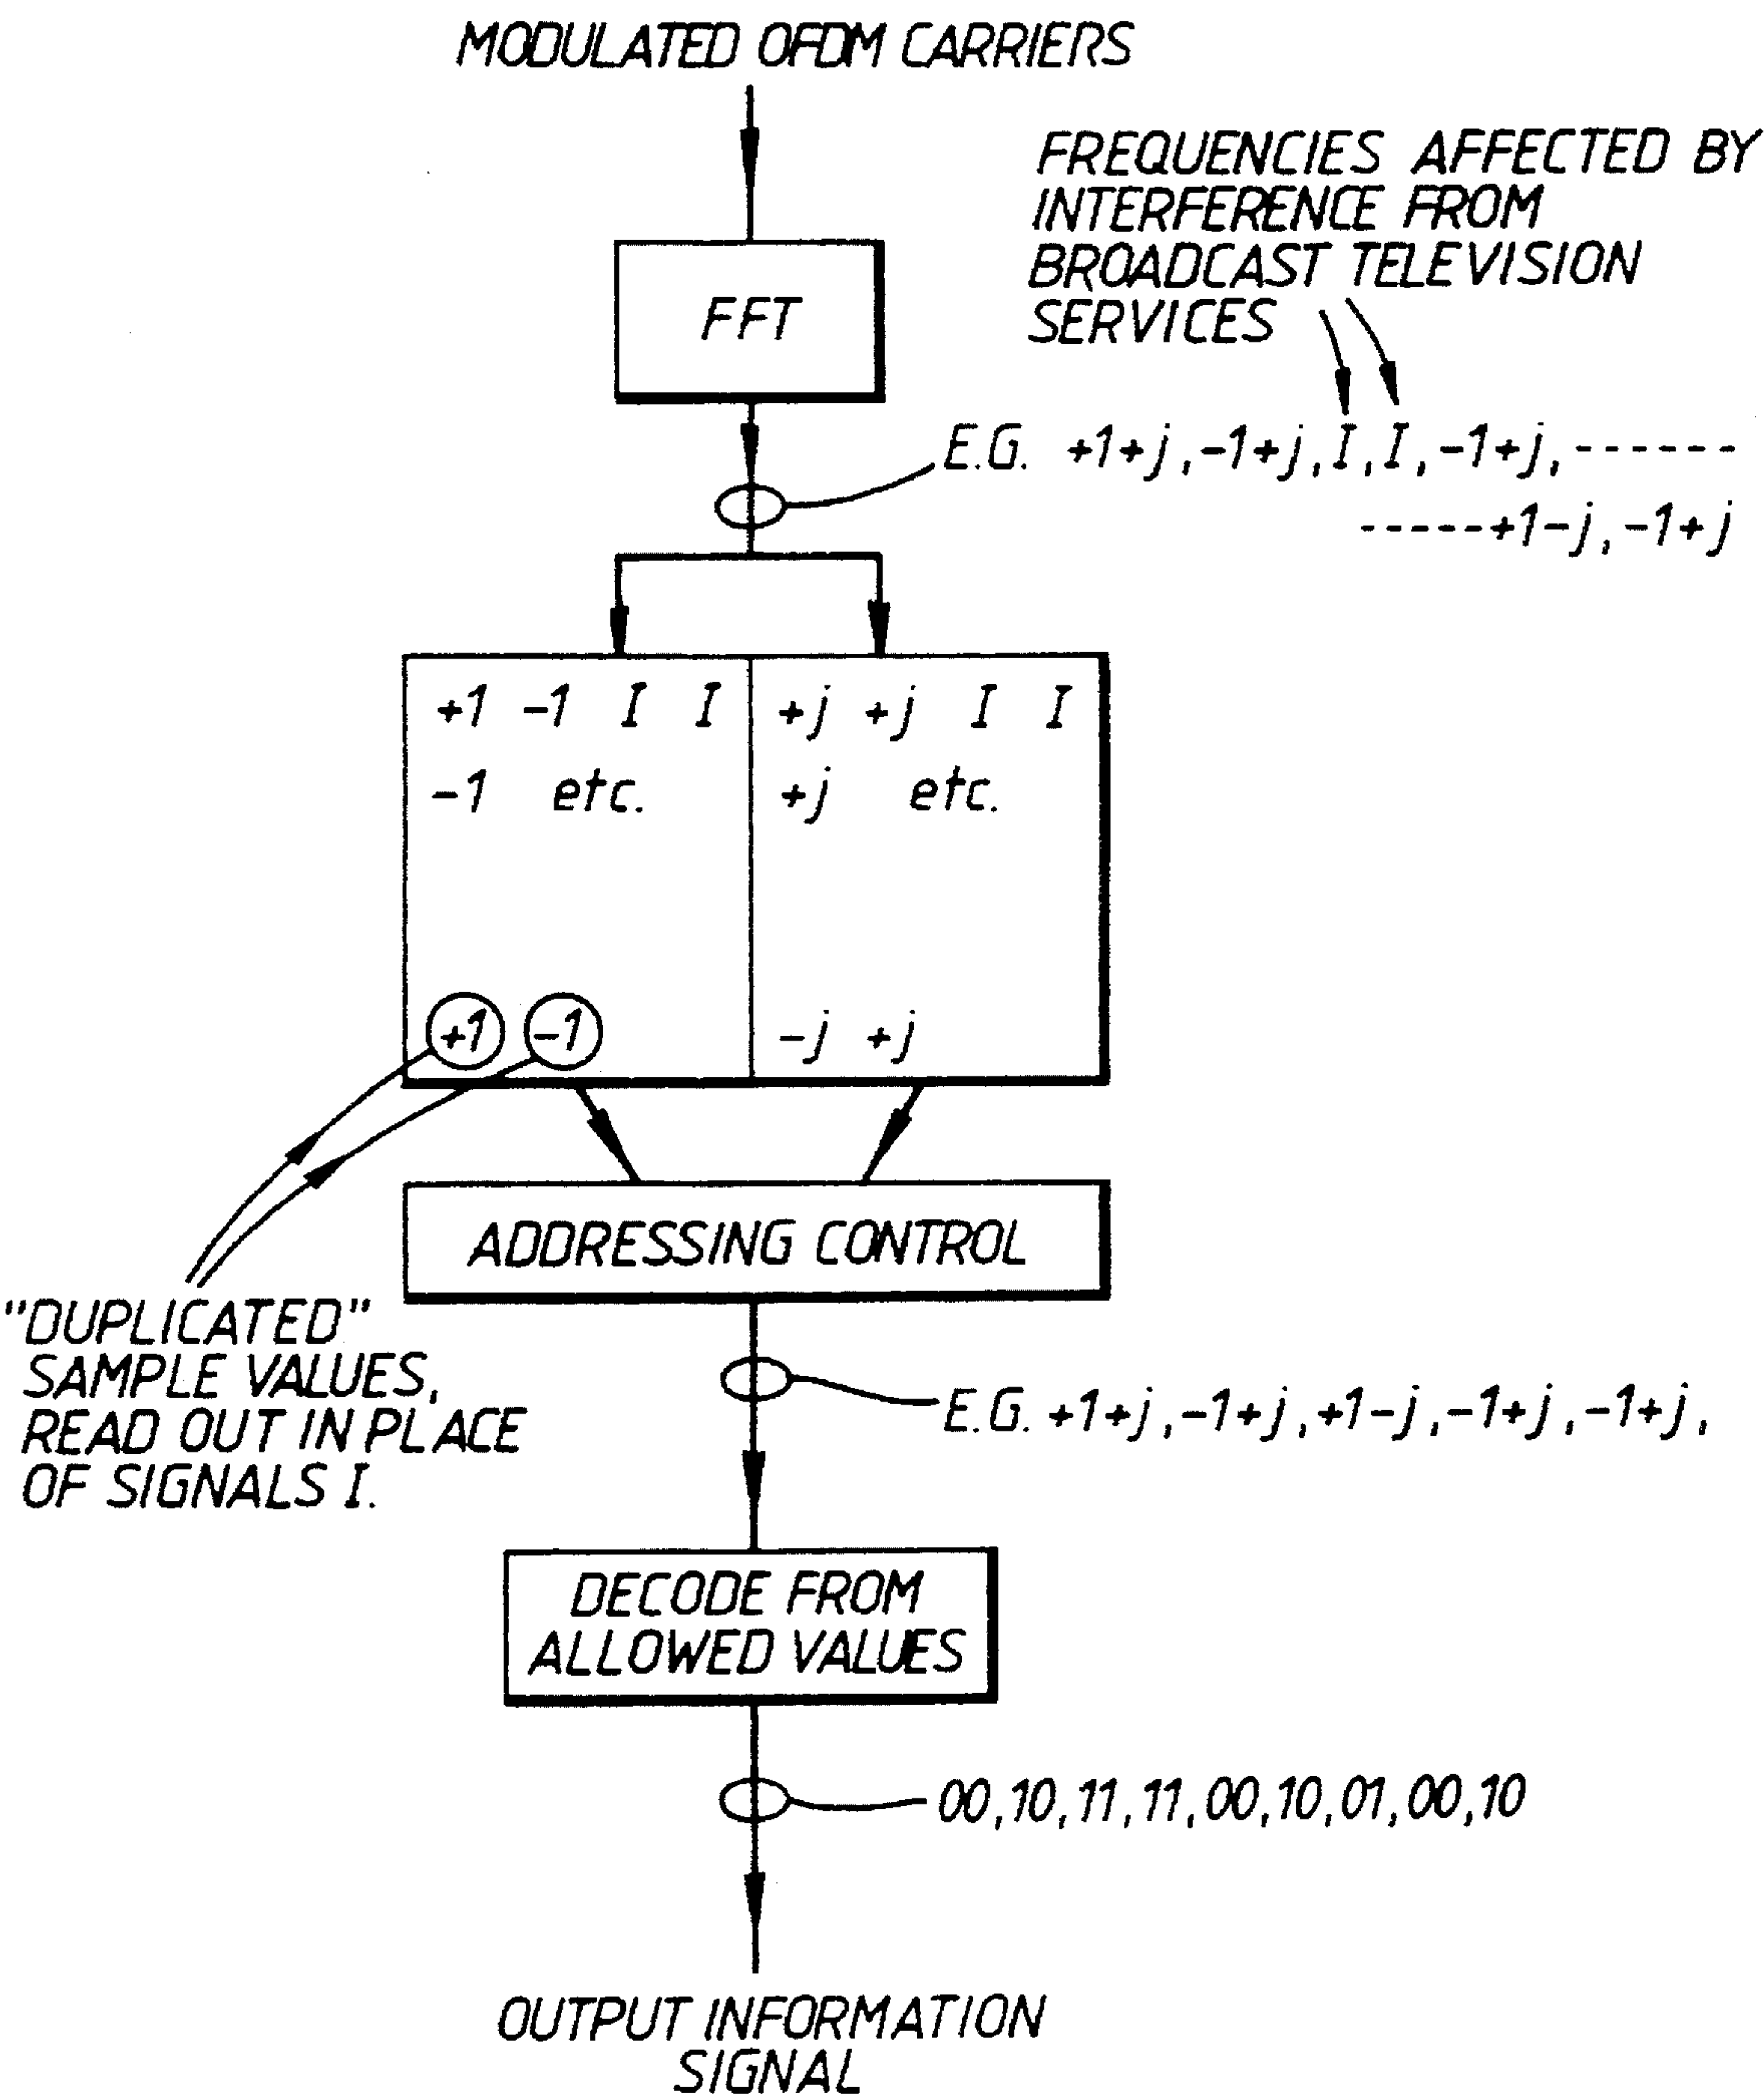 MODULATED OFDM CARRIERS
FREQUENCIES AFFECTED BY
INTERFERENCE FROM
BROADCAST TELEVISION
SERVICES
FFT
E.G. +1+j,-1+j,I,I,-1+j,------
-----+1-j,-1+j
+1 -1 I I +j +j I I
-1 etc. +j etc.
+1 -1 -j +j
ADDRESSING CONTROL
"DUPLICATED"
SAMPLE VALUES,
READ OUT IN PLACE
OF SIGNALS I.
E.G. +1+j,-1+j,+1-j,-1+j,-1+j,
DECODE FROM
ALLOWED VALUES
00,10,11,11,00,10,01,00,10
OUTPUT INFORMATION
SIGNAL